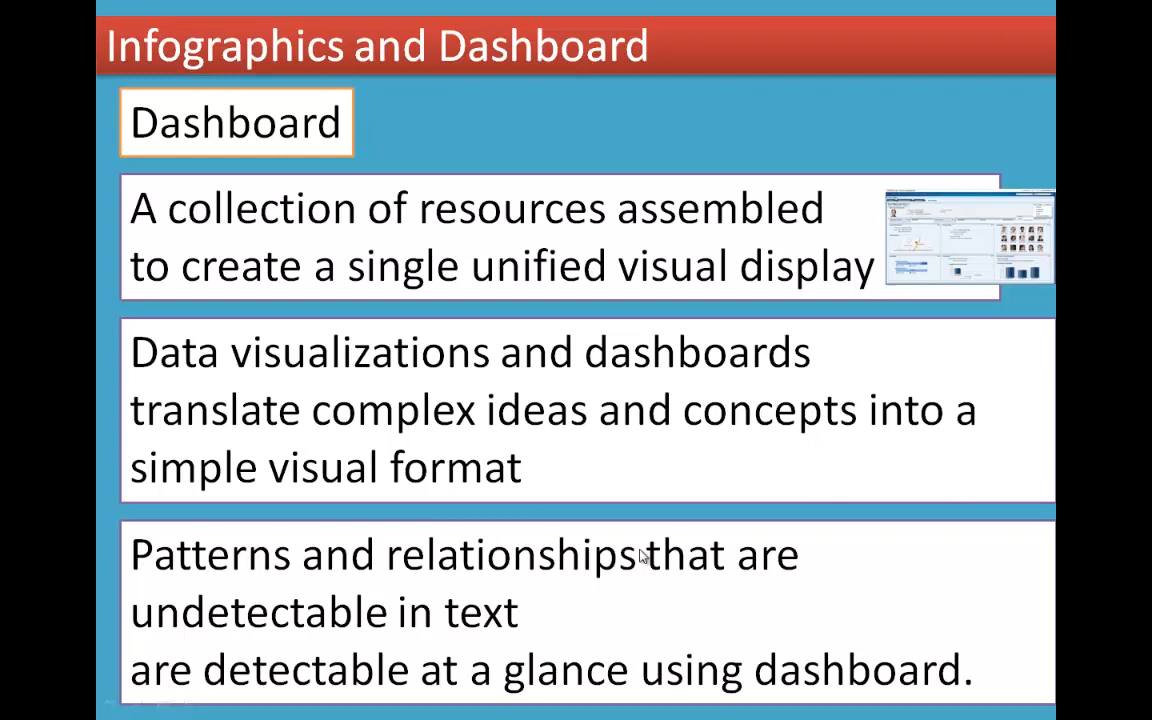 Infographics and Dashboard
Dashboard
A collection of resources assembled
to create a single unified visual display
Data visualizations and dashboards
translate complex ideas and concepts into a
simple visual format
Patterns and relationships that are
undetectable in text
are detectable at a glance using dashboard.